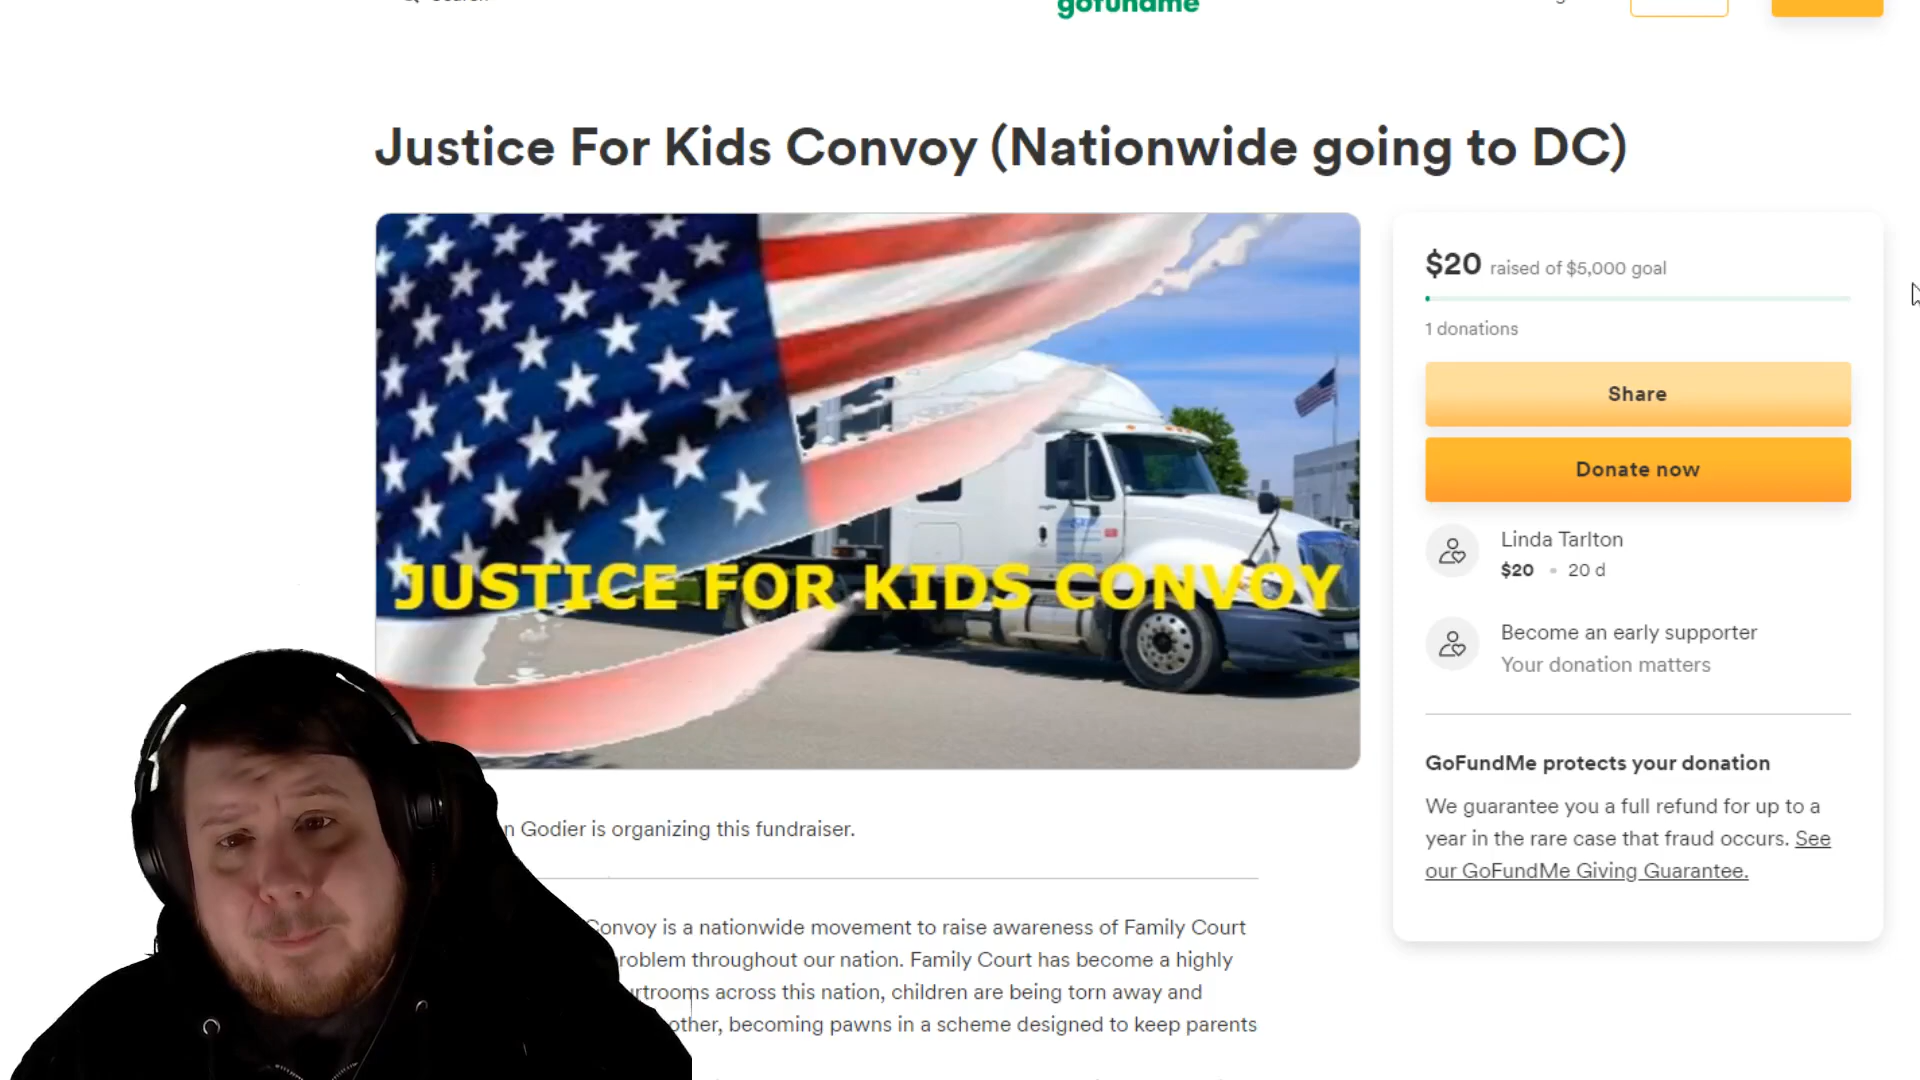 gofundme
Justice For Kids Convoy (Nationwide going to DC)
JUSTICE FOR KIDS CONVOY
$20 raised of $5,000 goal
1 donations
Share
Donate now
Linda Tarlton
$20 • 20 d
Become an early supporter
Your donation matters
GoFundMe protects your donation
We guarantee you a full refund for up to a
year in the rare case that fraud occurs. See
our GoFundMe Giving Guarantee.
Godier is organizing this fundraiser.
Convoy is a nationwide movement to raise awareness of Family Court
problem throughout our nation. Family Court has become a highly
across this nation, children are being torn away and
becoming pawns in a scheme designed to keep parents